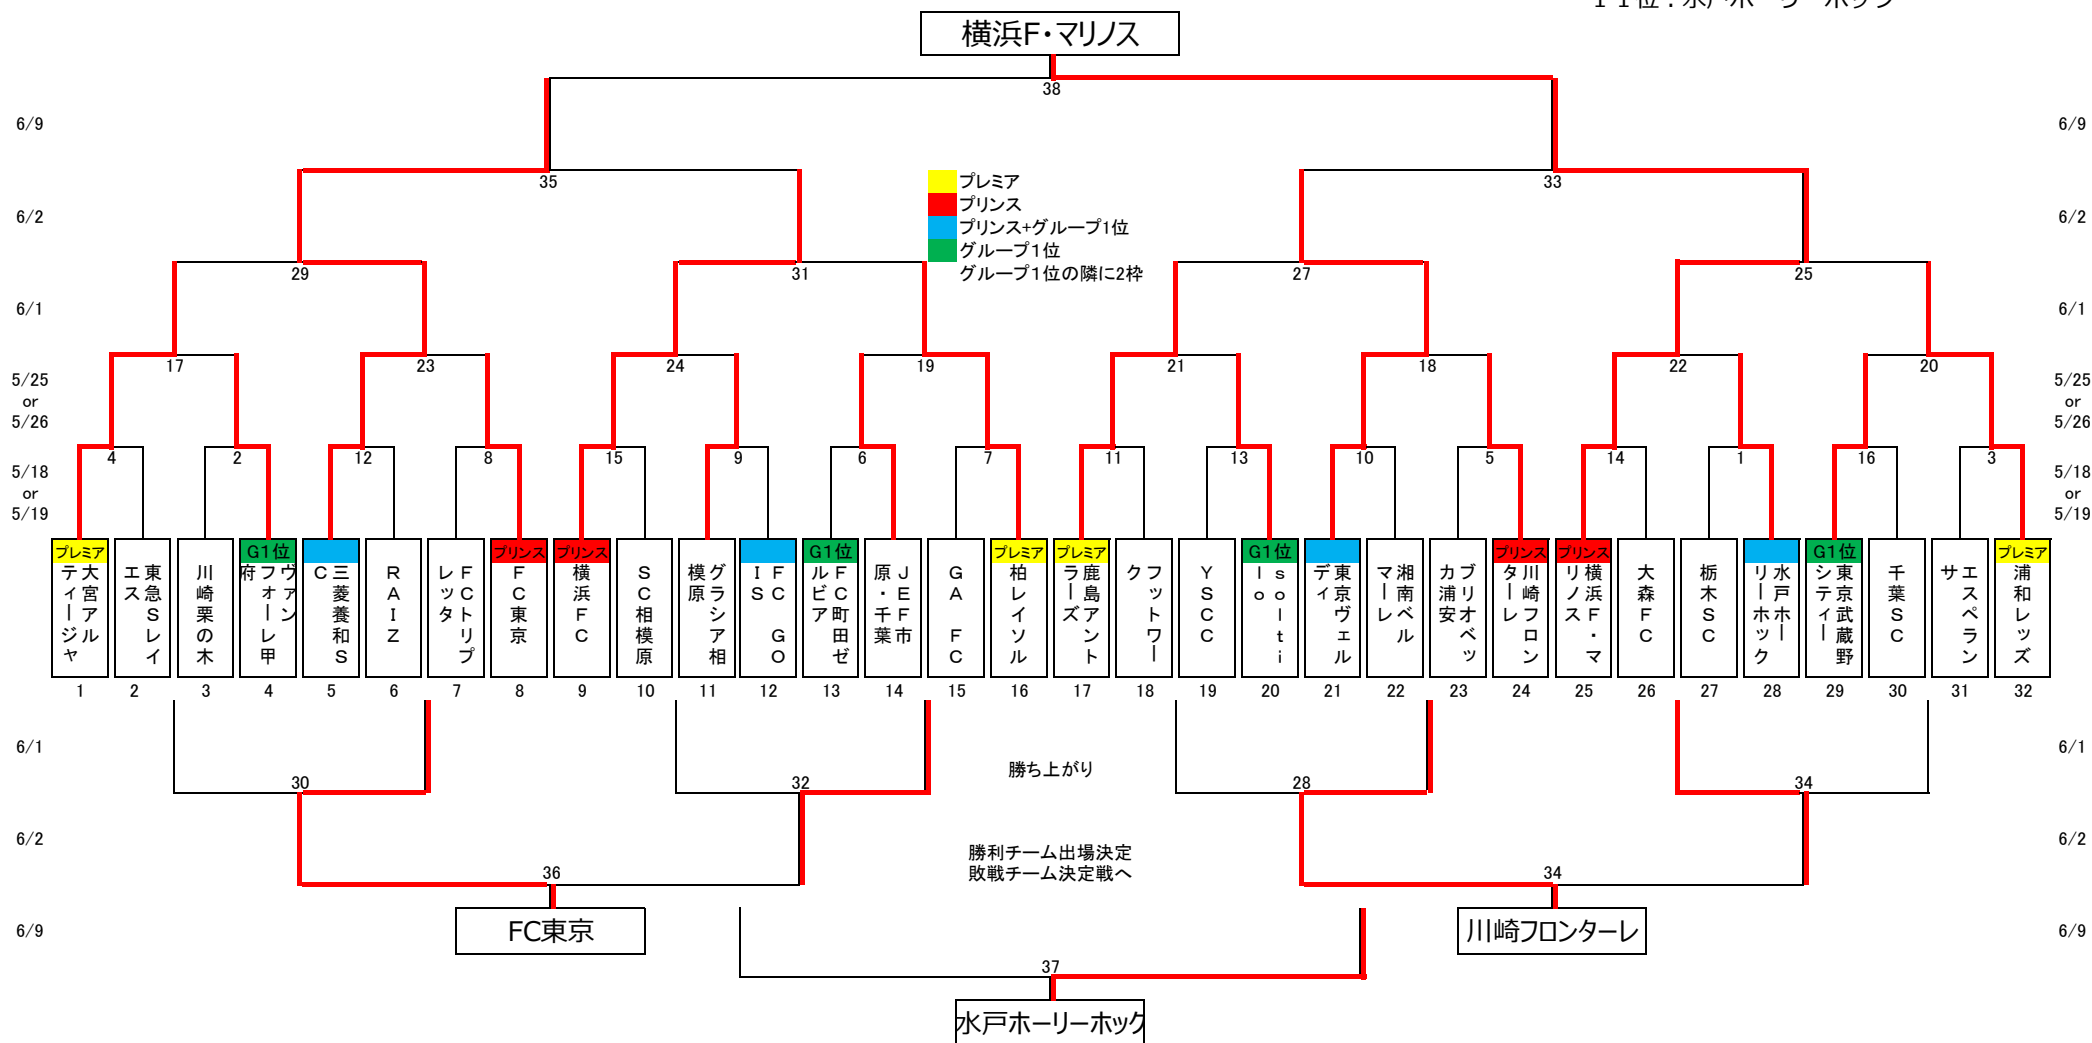 11位：水戸ホーリーホック
横浜F・マリノス
38
6/9
6/9
35
33
プレミア
プリンス
プリンス+グループ1位
グループ1位
グループ1位の隣に2枠
6/2
6/2
29
31
27
25
6/1
6/1
17
23
24
19
21
18
22
20
5/25
or
5/26
5/25
or
5/26
4
2
12
8
15
9
6
7
11
13
10
5
14
1
16
3
5/18
or
5/19
5/18
or
5/19
プレミア
大宮アル
ティージャ
東急Sレイ
エス
川崎栗の木
G1位
ヴァン
フォーレ甲
府
三菱養和S
C
RAIZ
FCトリプ
レッタ
プリンス
FC東京
プリンス
横浜FC
SC相模原
グラシア相
模原
FC GO
IS
G1位
FC町田ゼ
ルビア
JEF市
原・千葉
GA FC
プレミア
柏レイソル
プレミア
鹿島アント
ラーズ
フットワー
ク
YSCC
G1位
solti
lo
東京ヴェル
ディ
湘南ベル
マーレ
ブリオベッ
カ浦安
プリンス
川崎フロン
ターレ
プリンス
横浜F・マ
リノス
大森FC
栃木SC
水戸ホー
リーホック
G1位
東京武蔵野
シティー
千葉SC
エスペラン
サ
プレミア
浦和レッズ
1
2
3
4
5
6
7
8
9
10
11
12
13
14
15
16
17
18
19
20
21
22
23
24
25
26
27
28
29
30
31
32
6/1
6/1
30
32
勝ち上がり
28
34
6/2
6/2
勝利チーム出場決定
敗戦チーム決定戦へ
36
34
6/9
FC東京
川崎フロンターレ
6/9
37
水戸ホーリーホック